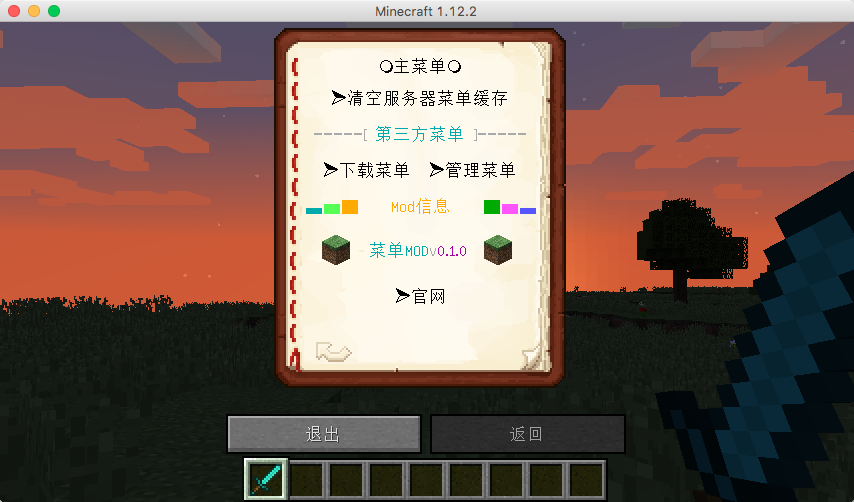 Minecraft 1.12.2
❍主菜单❍
➤清空服务器菜单缓存
-----[ 第三方菜单 ]-----
➤下载菜单 ➤管理菜单
Mod信息
菜单MODv0.1.0
➤官网
退出 返回